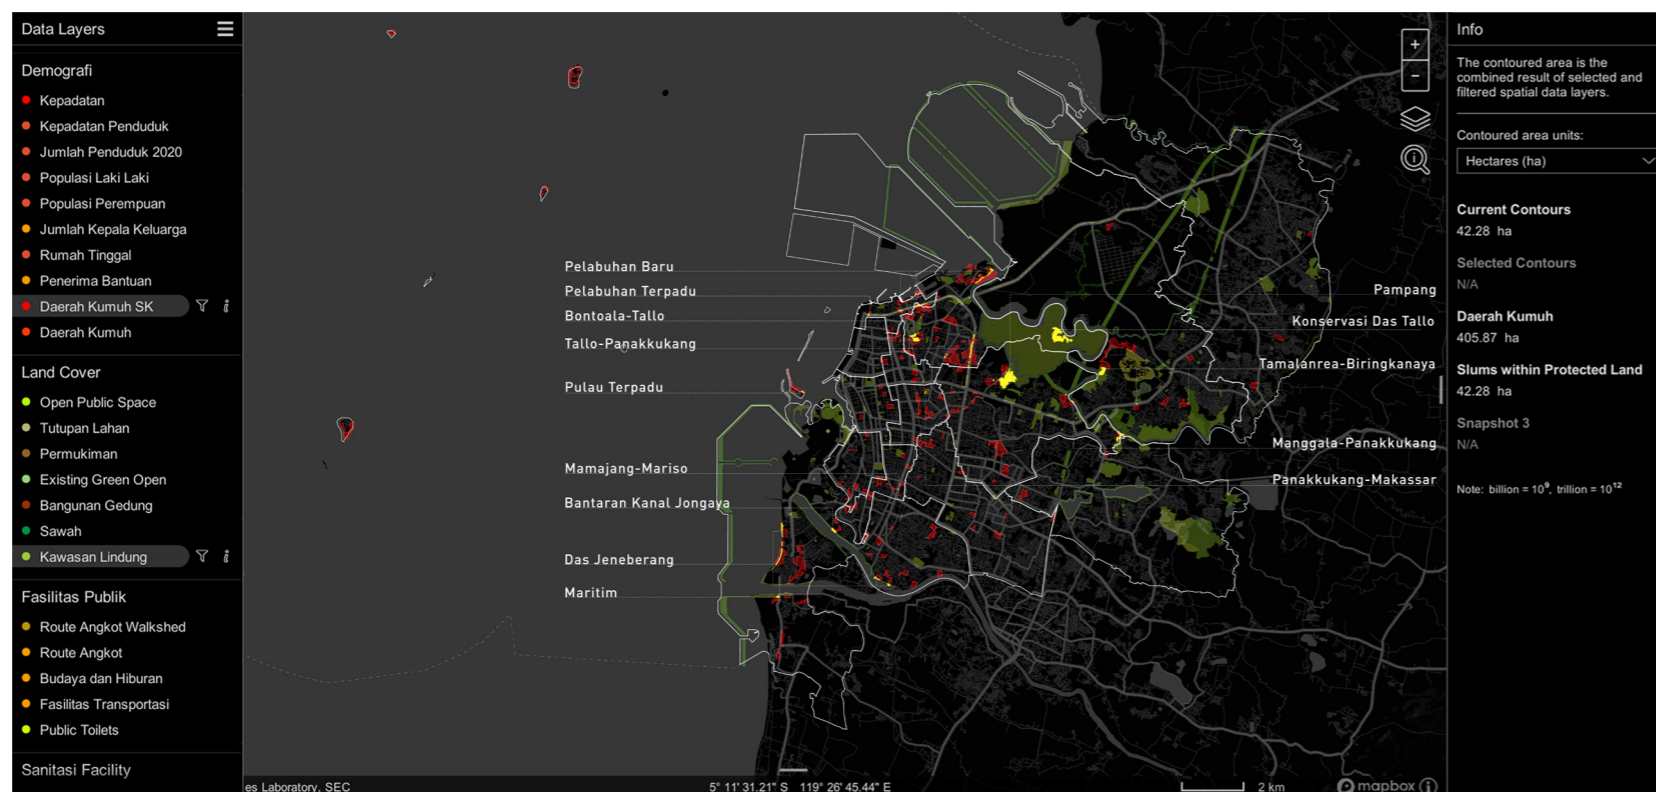 Data Layers
Demografi
Kepadatan
Kepadatan Penduduk
Jumlah Penduduk 2020
Populasi Laki Laki
Populasi Perempuan
Jumlah Kepala Keluarga
Rumah Tinggal
Penerima Bantuan
Daerah Kumuh SK
Daerah Kumuh
Land Cover
Open Public Space
Tutupan Lahan
Permukiman
Existing Green Open
Bangunan Gedung
Sawah
Kawasan Lindung
Fasilitas Publik
Route Angkot Walkshed
Route Angkot
Budaya dan Hiburan
Fasilitas Transportasi
Public Toilets
Sanitasi Facility
Pelabuhan Baru
Pelabuhan Terpadu
Bontoala-Tallo
Tallo-Panakkukang
Pulau Terpadu
Mamajang-Mariso
Bantaran Kanal Jongaya
Das Jeneberang
Maritim
Pampang
Konservasi Das Tallo
Tamalanrea-Biringkanaya
Manggala-Panakkukang
Panakkukang-Makassar
es Laboratory, SEC
5° 11' 31.21" S 119° 26' 45.44" E
2 km
mapbox
+
−
Info
The contoured area is the
combined result of selected and
filtered spatial data layers.
Contoured area units:
Hectares (ha)
Current Contours
42.28 ha
Selected Contours
N/A
Daerah Kumuh
405.87 ha
Slums within Protected Land
42.28 ha
Snapshot 3
N/A
Note: billion = 10⁹, trillion = 10¹²